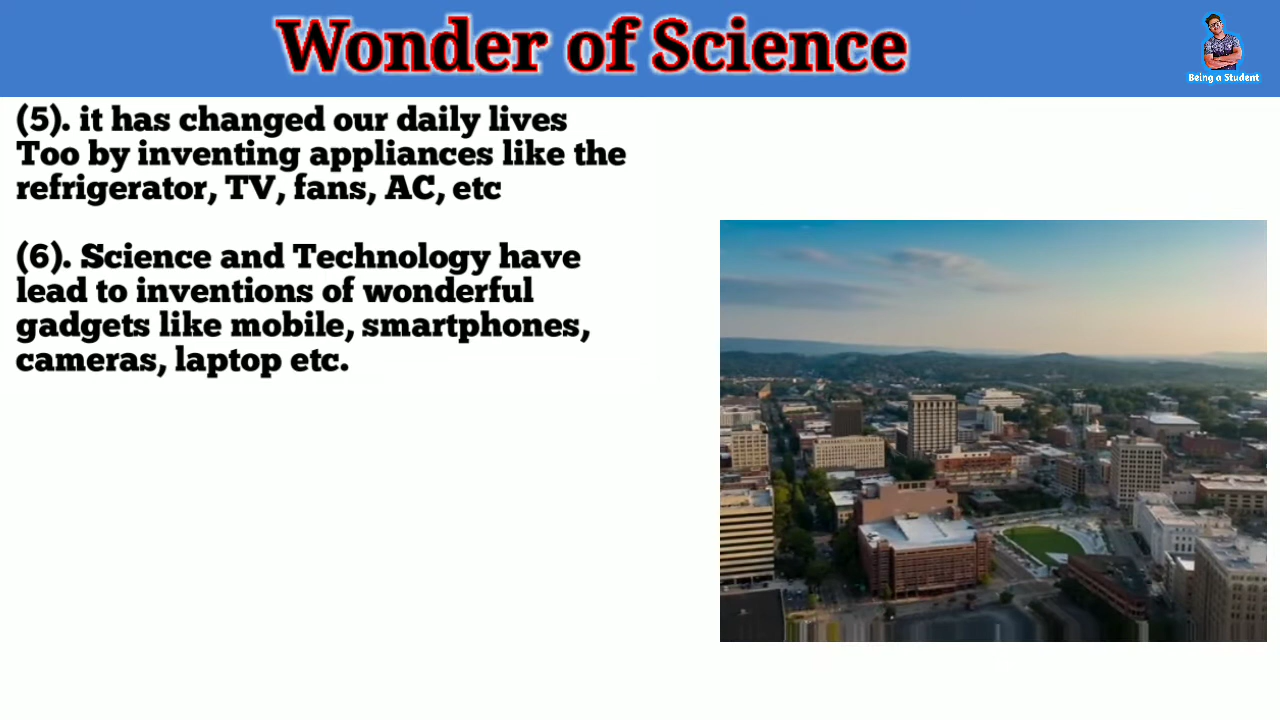 Wonder of Science
Being a Student
(5). it has changed our daily lives
Too by inventing appliances like the
refrigerator, TV, fans, AC, etc
(6). Science and Technology have
lead to inventions of wonderful
gadgets like mobile, smartphones,
cameras, laptop etc.